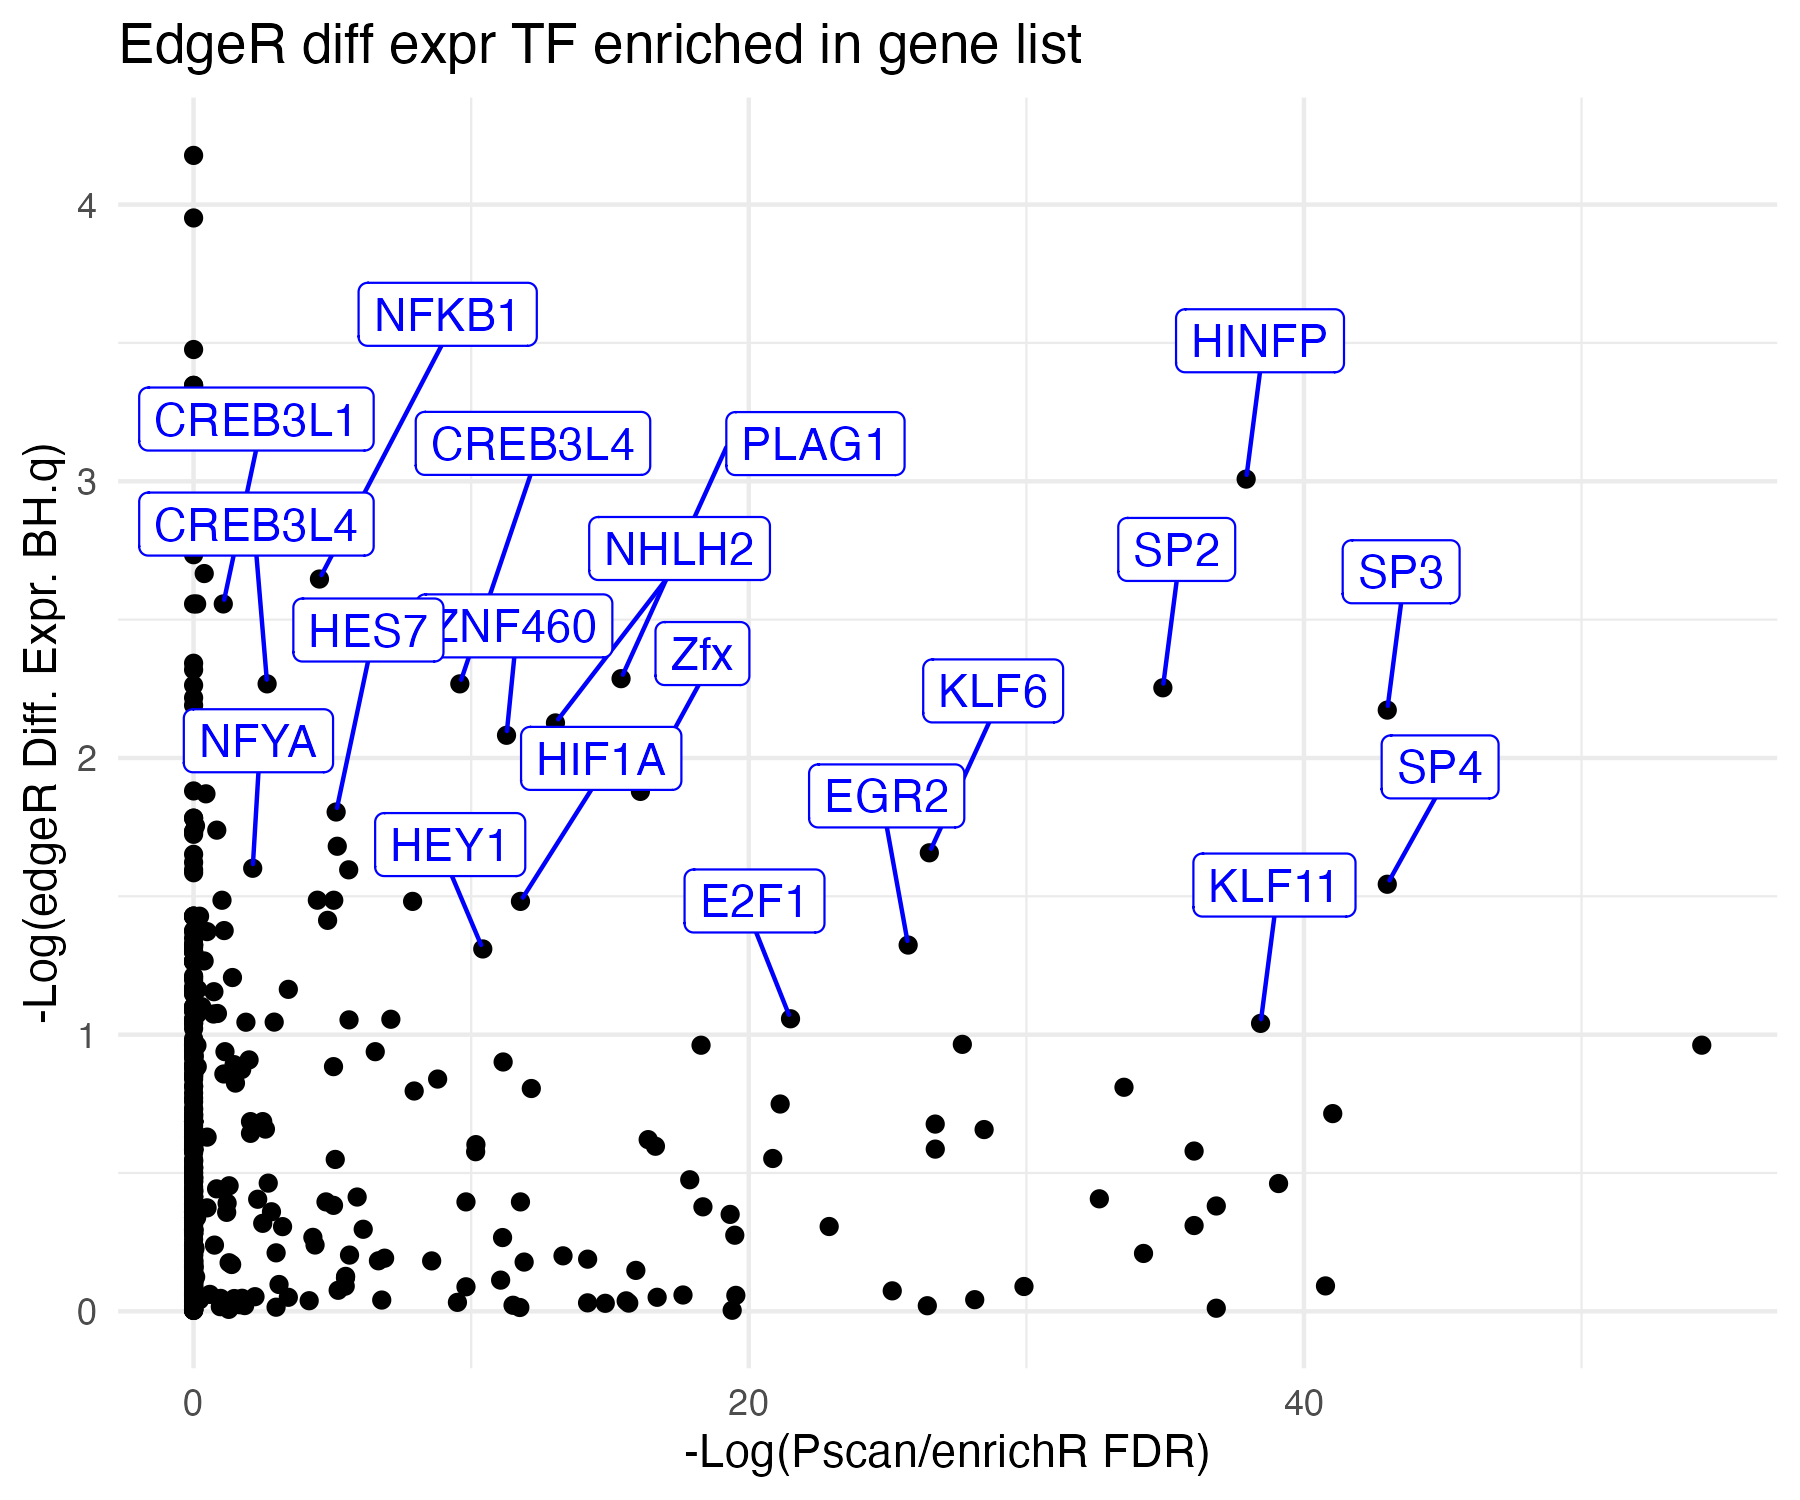 EdgeR diff expr TF enriched in gene list
-Log(edgeR Diff. Expr. BH.q)
4
3
2
1
0
NFKB1
HINFP
CREB3L1
CREB3L4
PLAG1
CREB3L4
NHLH2
SP2
SP3
HES7
ZNF460
Zfx
KLF6
NFYA
HIF1A
SP4
EGR2
HEY1
KLF11
E2F1
0
20
40
-Log(Pscan/enrichR FDR)